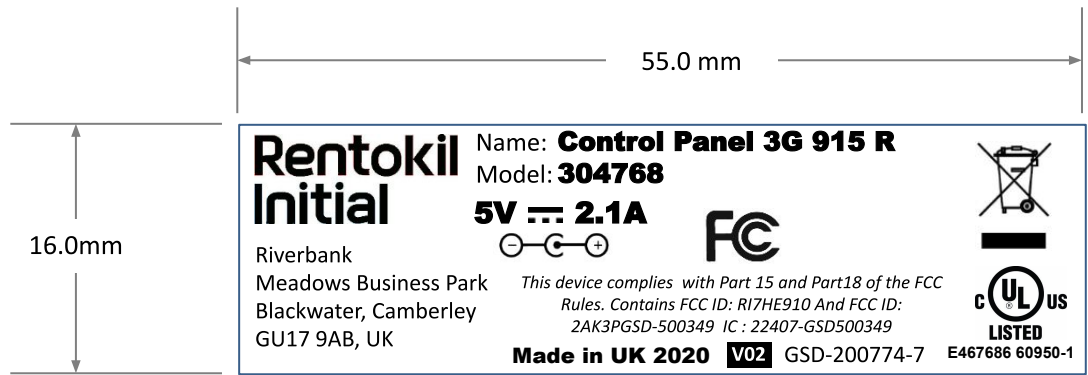 55.0 mm
16.0mm
Rentokil
Initial
Riverbank
Meadows Business Park
Blackwater, Camberley
GU17 9AB, UK
Name: Control Panel 3G 915 R
Model: 304768
5V ⎓ 2.1A
FC
This device complies with Part 15 and Part18 of the FCC
Rules. Contains FCC ID: RI7HE910 And FCC ID:
2AK3PGSD-500349 IC : 22407-GSD500349
Made in UK 2020 V02 GSD-200774-7
C UL US
LISTED
E467686 60950-1